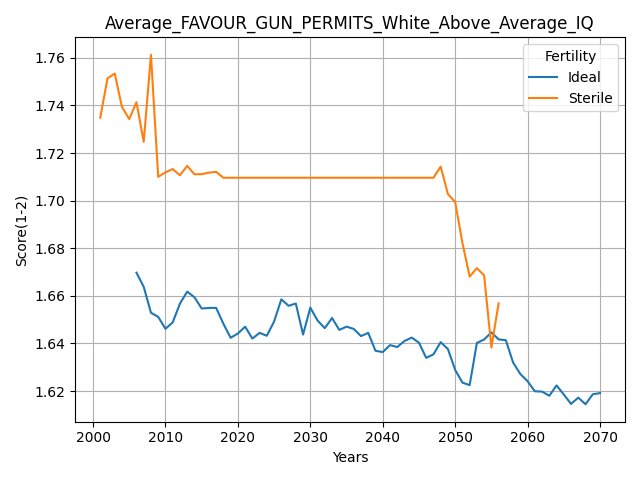 Average_FAVOUR_GUN_PERMITS_White_Above_Average_IQ
Fertility
Ideal
Sterile
1.76
1.74
1.72
1.70
1.68
1.66
1.64
1.62
Score(1-2)
2000 2010 2020 2030 2040 2050 2060 2070
Years